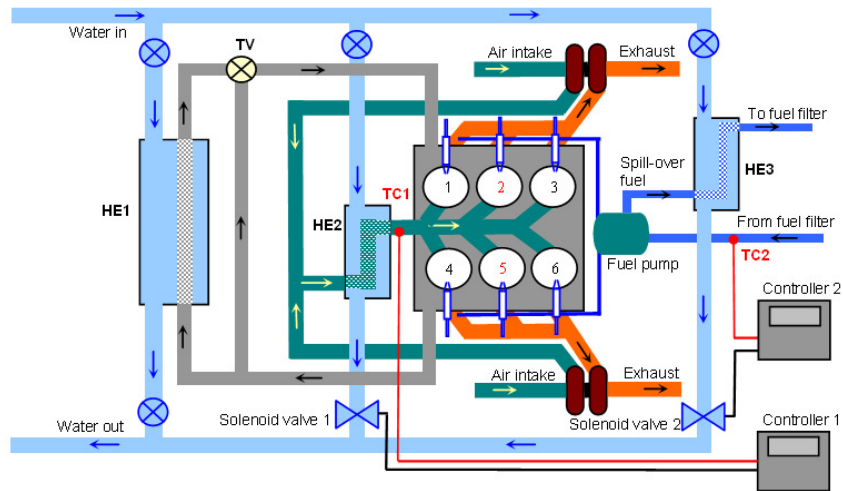 Water in
TV
Air intake
Exhaust
To fuel filter
Spill-over
fuel
HE3
1
2
3
TC1
HE1
HE2
From fuel filter
TC2
Fuel pump
4
5
6
Controller 2
Air intake
Exhaust
Water out
Solenoid valve 1
Solenoid valve 2
Controller 1